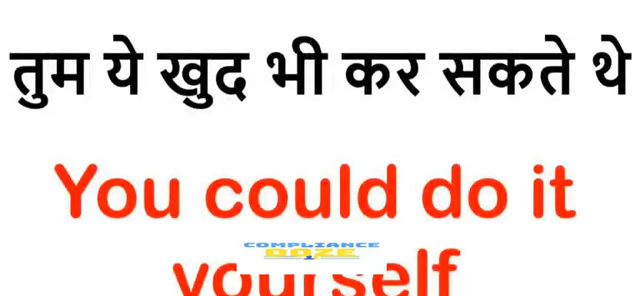 तुम ये खुद भी कर सकते थे
You could do it
COMPLIANCE
DOZE
yourself